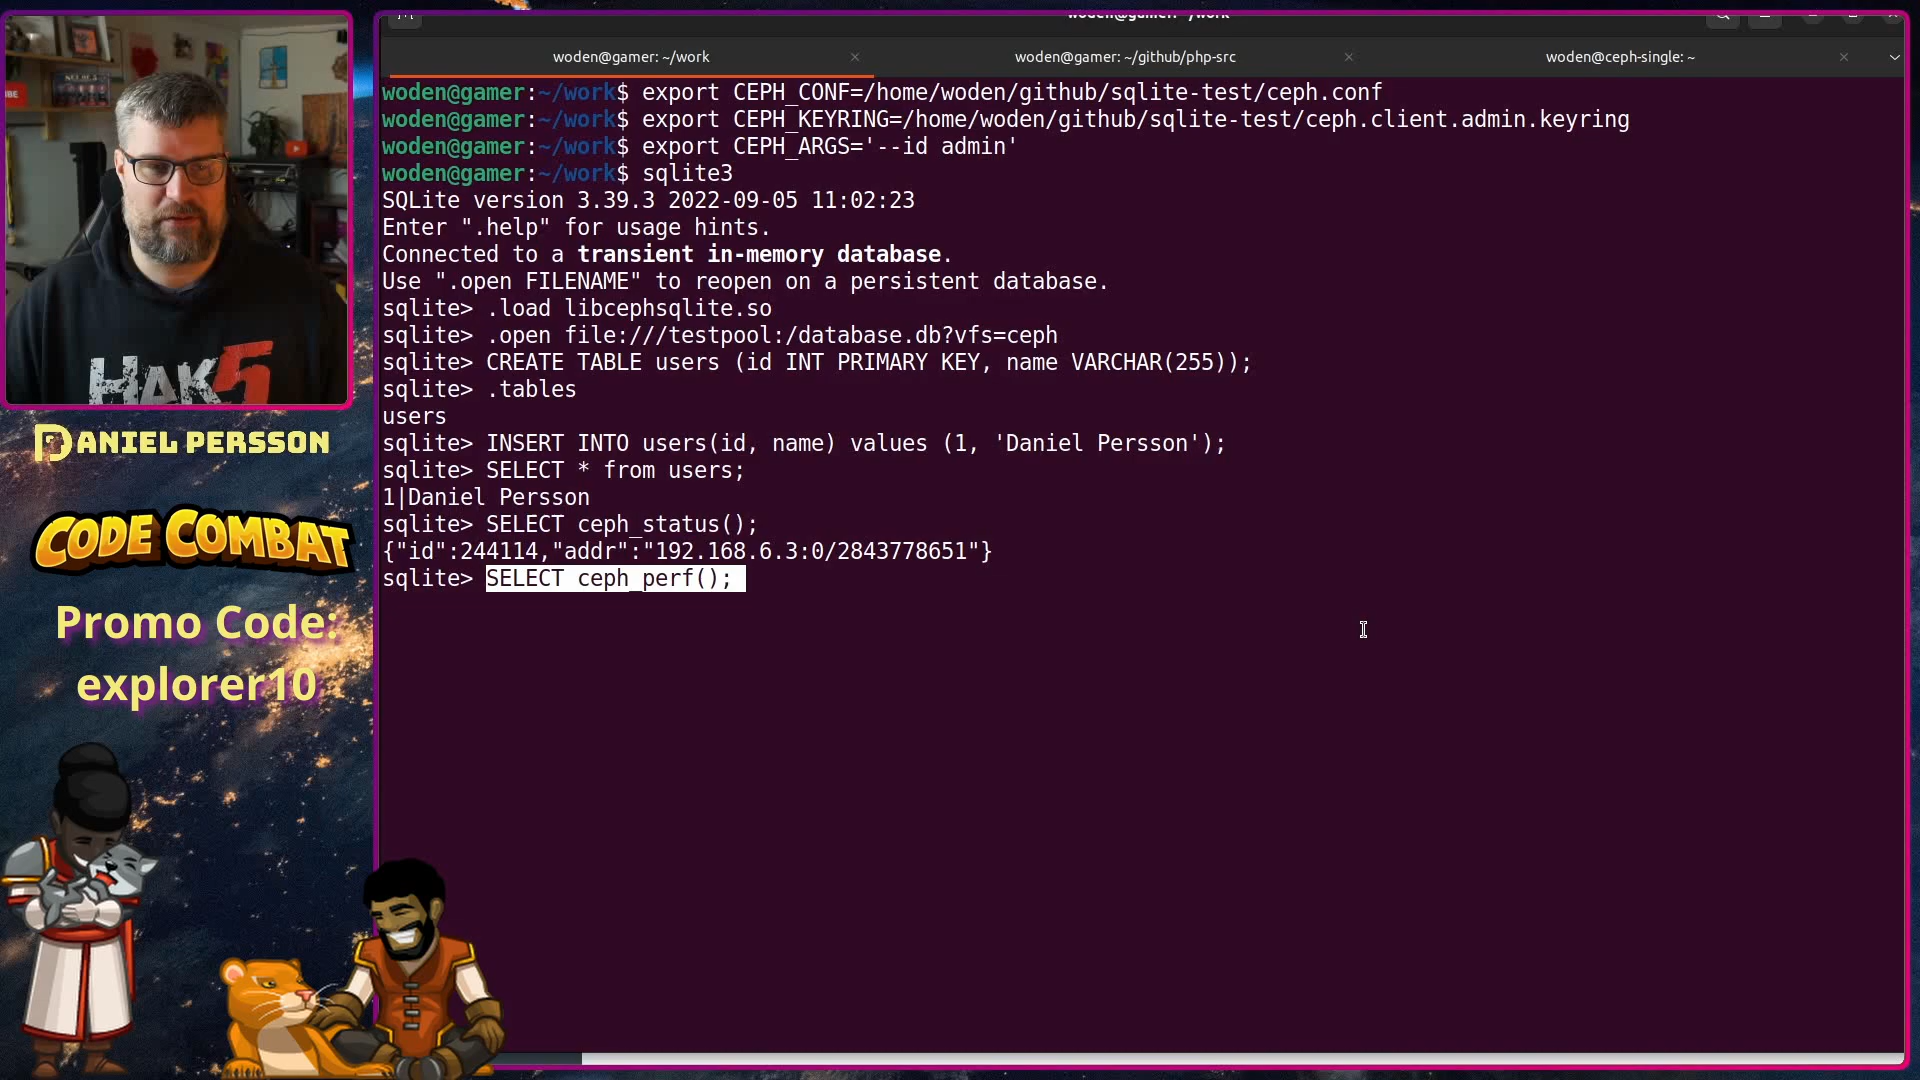 woden@gamer: ~/work
woden@gamer: ~/work
woden@gamer: ~/github/php-src
woden@ceph-single: ~
woden@gamer:~/work$ export CEPH_CONF=/home/woden/github/sqlite-test/ceph.conf
woden@gamer:~/work$ export CEPH_KEYRING=/home/woden/github/sqlite-test/ceph.client.admin.keyring
woden@gamer:~/work$ export CEPH_ARGS='--id admin'
woden@gamer:~/work$ sqlite3
SQLite version 3.39.3 2022-09-05 11:02:23
Enter ".help" for usage hints.
Connected to a transient in-memory database.
Use ".open FILENAME" to reopen on a persistent database.
sqlite> .load libcephsqlite.so
sqlite> .open file:///testpool:/database.db?vfs=ceph
sqlite> CREATE TABLE users (id INT PRIMARY KEY, name VARCHAR(255));
sqlite> .tables
users
sqlite> INSERT INTO users(id, name) values (1, 'Daniel Persson');
sqlite> SELECT * from users;
1|Daniel Persson
sqlite> SELECT ceph_status();
{"id":244114,"addr":"192.168.6.3:0/2843778651"}
sqlite> SELECT ceph_perf();
HAK5
DANIEL PERSSON
CODE COMBAT
Promo Code:
explorer10